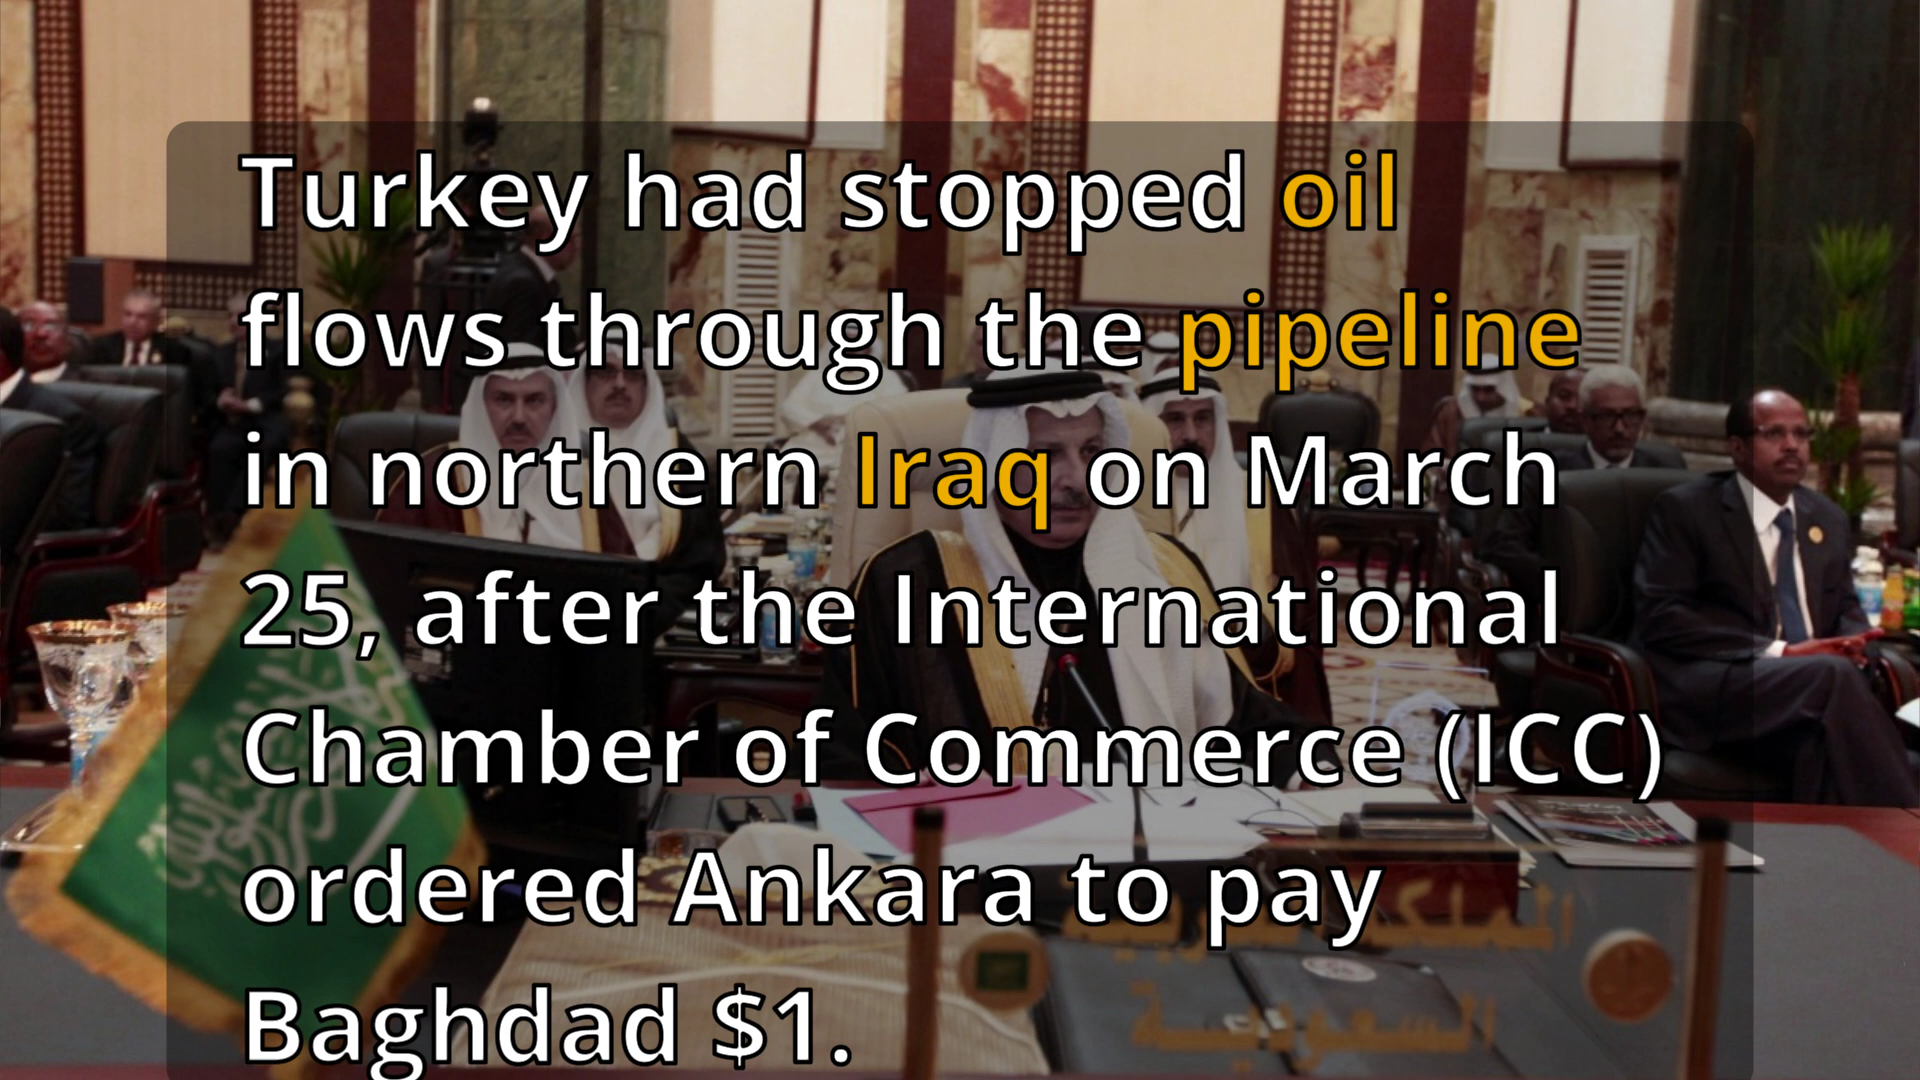 Turkey had stopped oil
flows through the pipeline
in northern Iraq on March
25, after the International
Chamber of Commerce (ICC)
ordered Ankara to pay
Baghdad $1.
السعودية